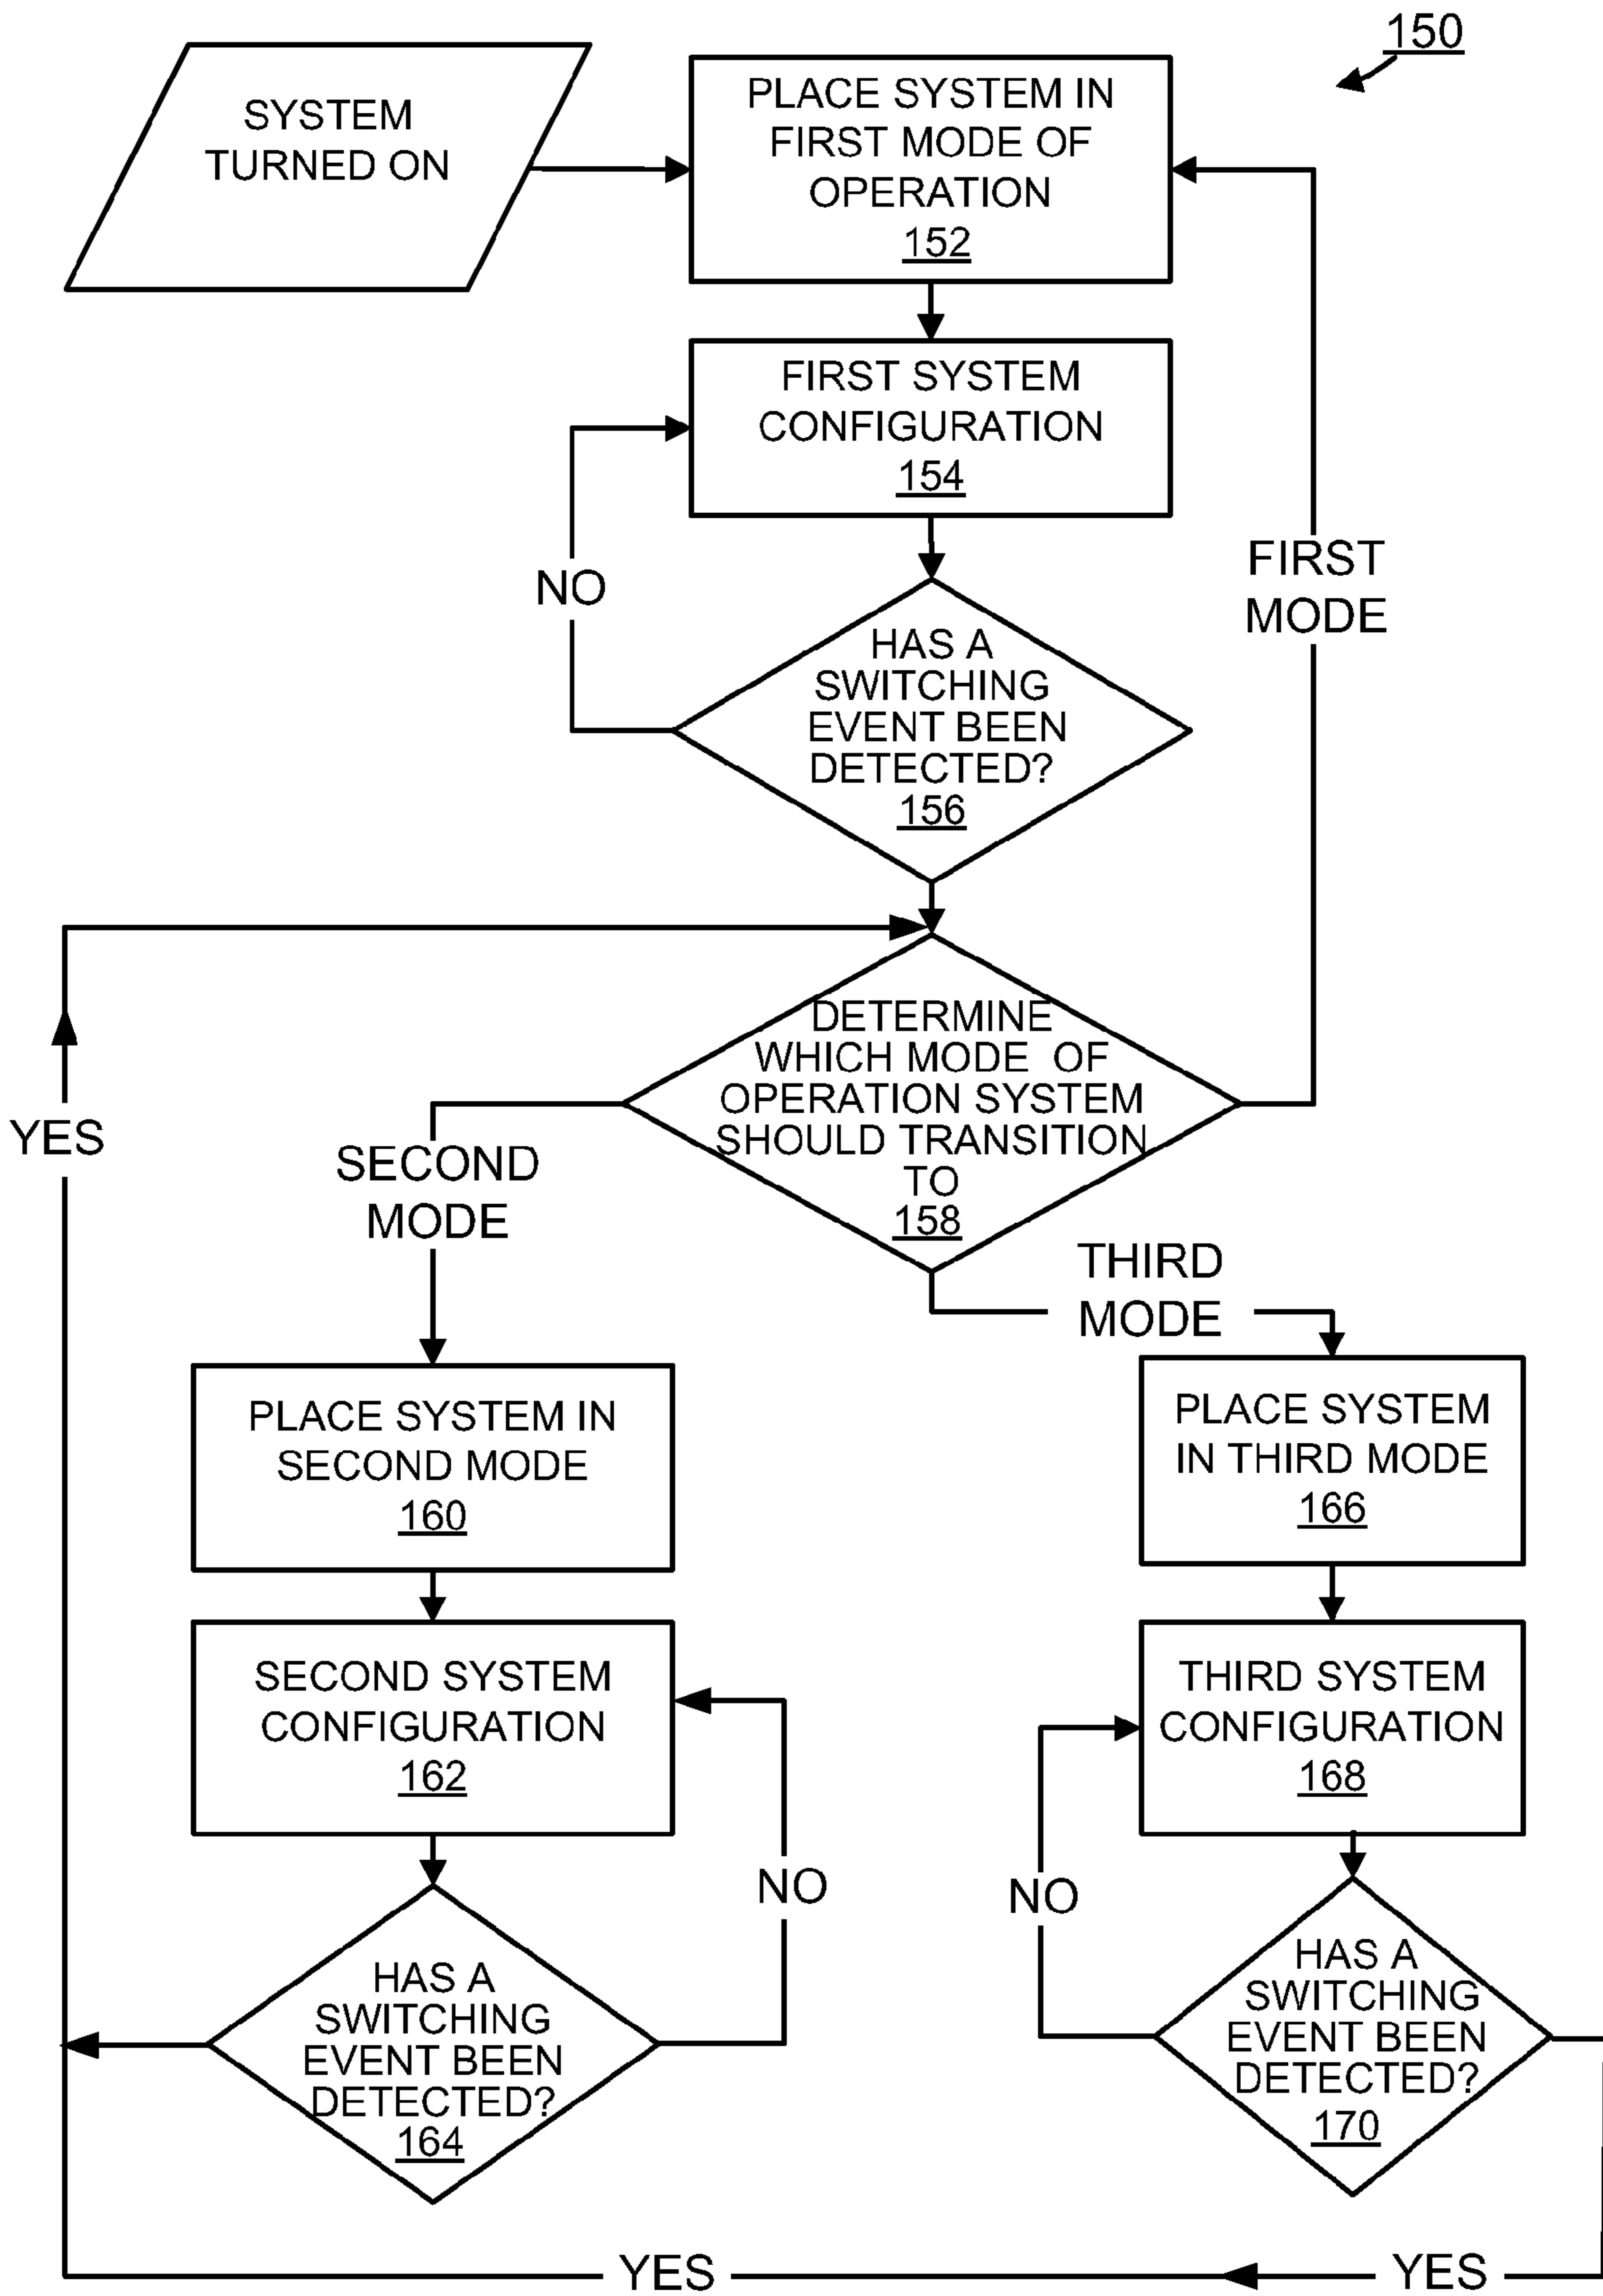 150
SYSTEM
TURNED ON
PLACE SYSTEM IN
FIRST MODE OF
OPERATION
152
FIRST SYSTEM
CONFIGURATION
154
NO
FIRST
MODE
HAS A
SWITCHING
EVENT BEEN
DETECTED?
156
YES
DETERMINE
WHICH MODE OF
OPERATION SYSTEM
SHOULD TRANSITION
TO
158
SECOND
MODE
THIRD
MODE
PLACE SYSTEM IN
SECOND MODE
160
PLACE SYSTEM
IN THIRD MODE
166
SECOND SYSTEM
CONFIGURATION
162
THIRD SYSTEM
CONFIGURATION
168
NO
NO
HAS A
SWITCHING
EVENT BEEN
DETECTED?
164
HAS A
SWITCHING
EVENT BEEN
DETECTED?
170
YES
YES